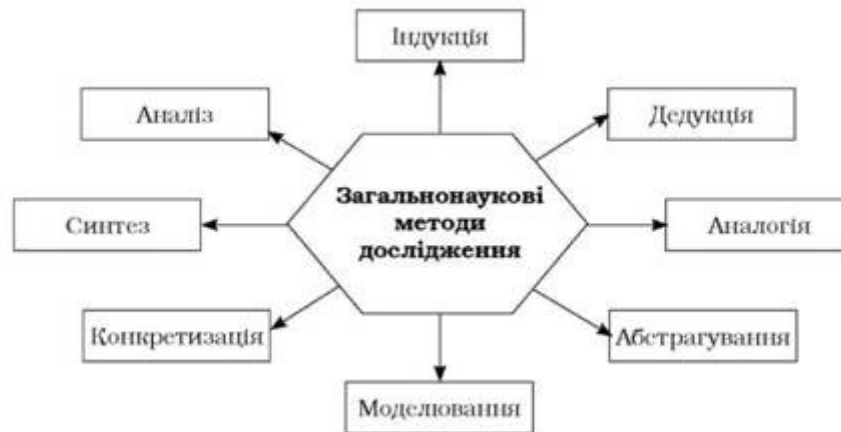 Індукція
Аналіз
Дедукція
Загальнонаукові
методи
дослідження
Синтез
Аналогія
Конкретизація
Абстрагування
Моделювання